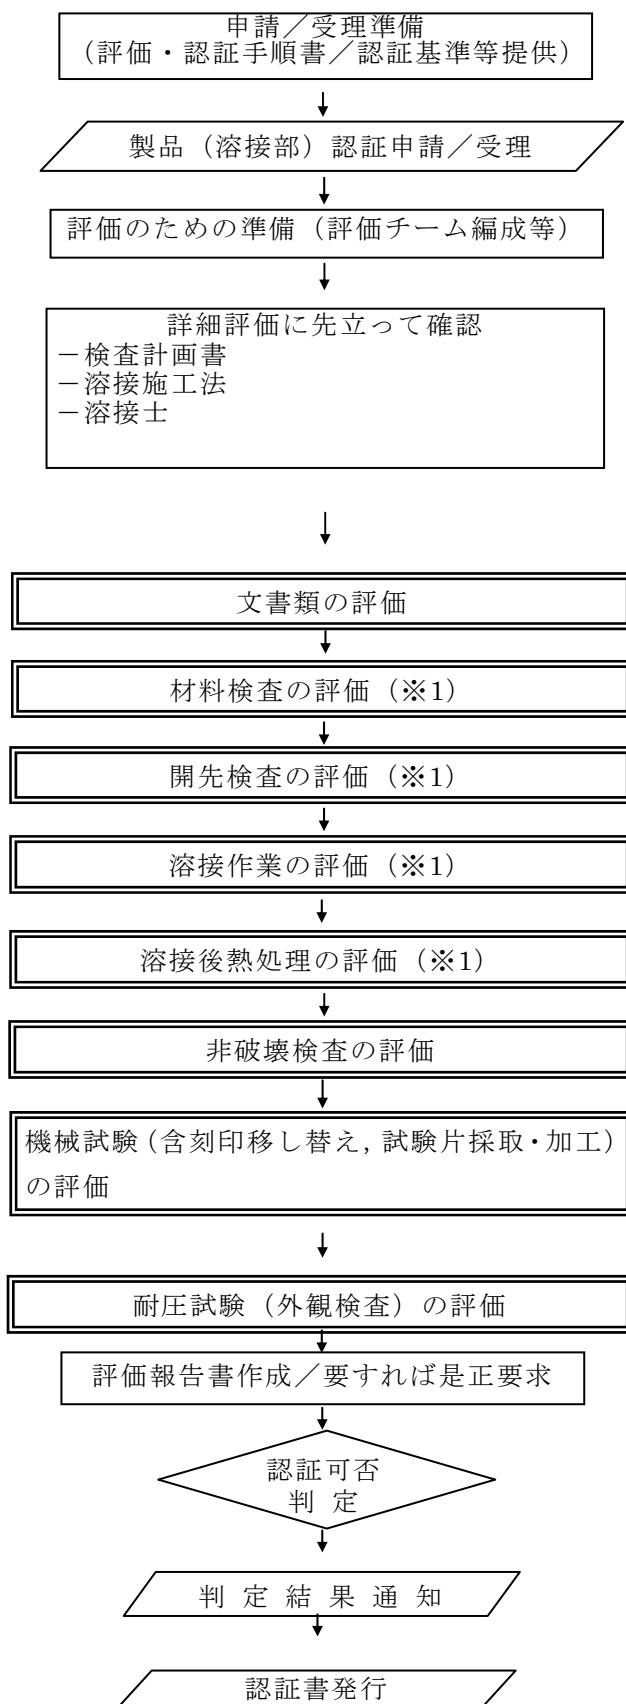 申請／受理準備
（評価・認証手順書／認証基準等提供）
製品（溶接部）認証申請／受理
評価のための準備（評価チーム編成等）
詳細評価に先立って確認
－検査計画書
－溶接施工法
－溶接士
文書類の評価
材料検査の評価（※1）
開先検査の評価（※1）
溶接作業の評価（※1）
溶接後熱処理の評価（※1）
非破壊検査の評価
機械試験（含刻印移し替え，試験片採取・加工）
の評価
耐圧試験（外観検査）の評価
評価報告書作成／要すれば是正要求
認証可否
判 定
判 定 結 果 通 知
認証書発行